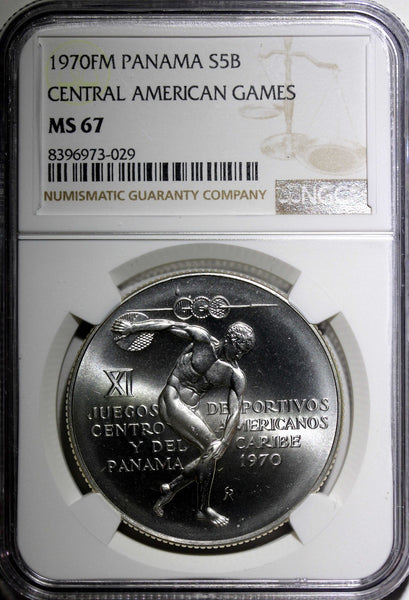 1970FM PANAMA S5B
CENTRAL AMERICAN GAMES
MS 67
8396973-029
NUMISMATIC GUARANTY COMPANY
NGC
XI
JUEGOS DEPORTIVOS
CENTRO AMERICANOS
Y DEL CARIBE
PANAMA 1970